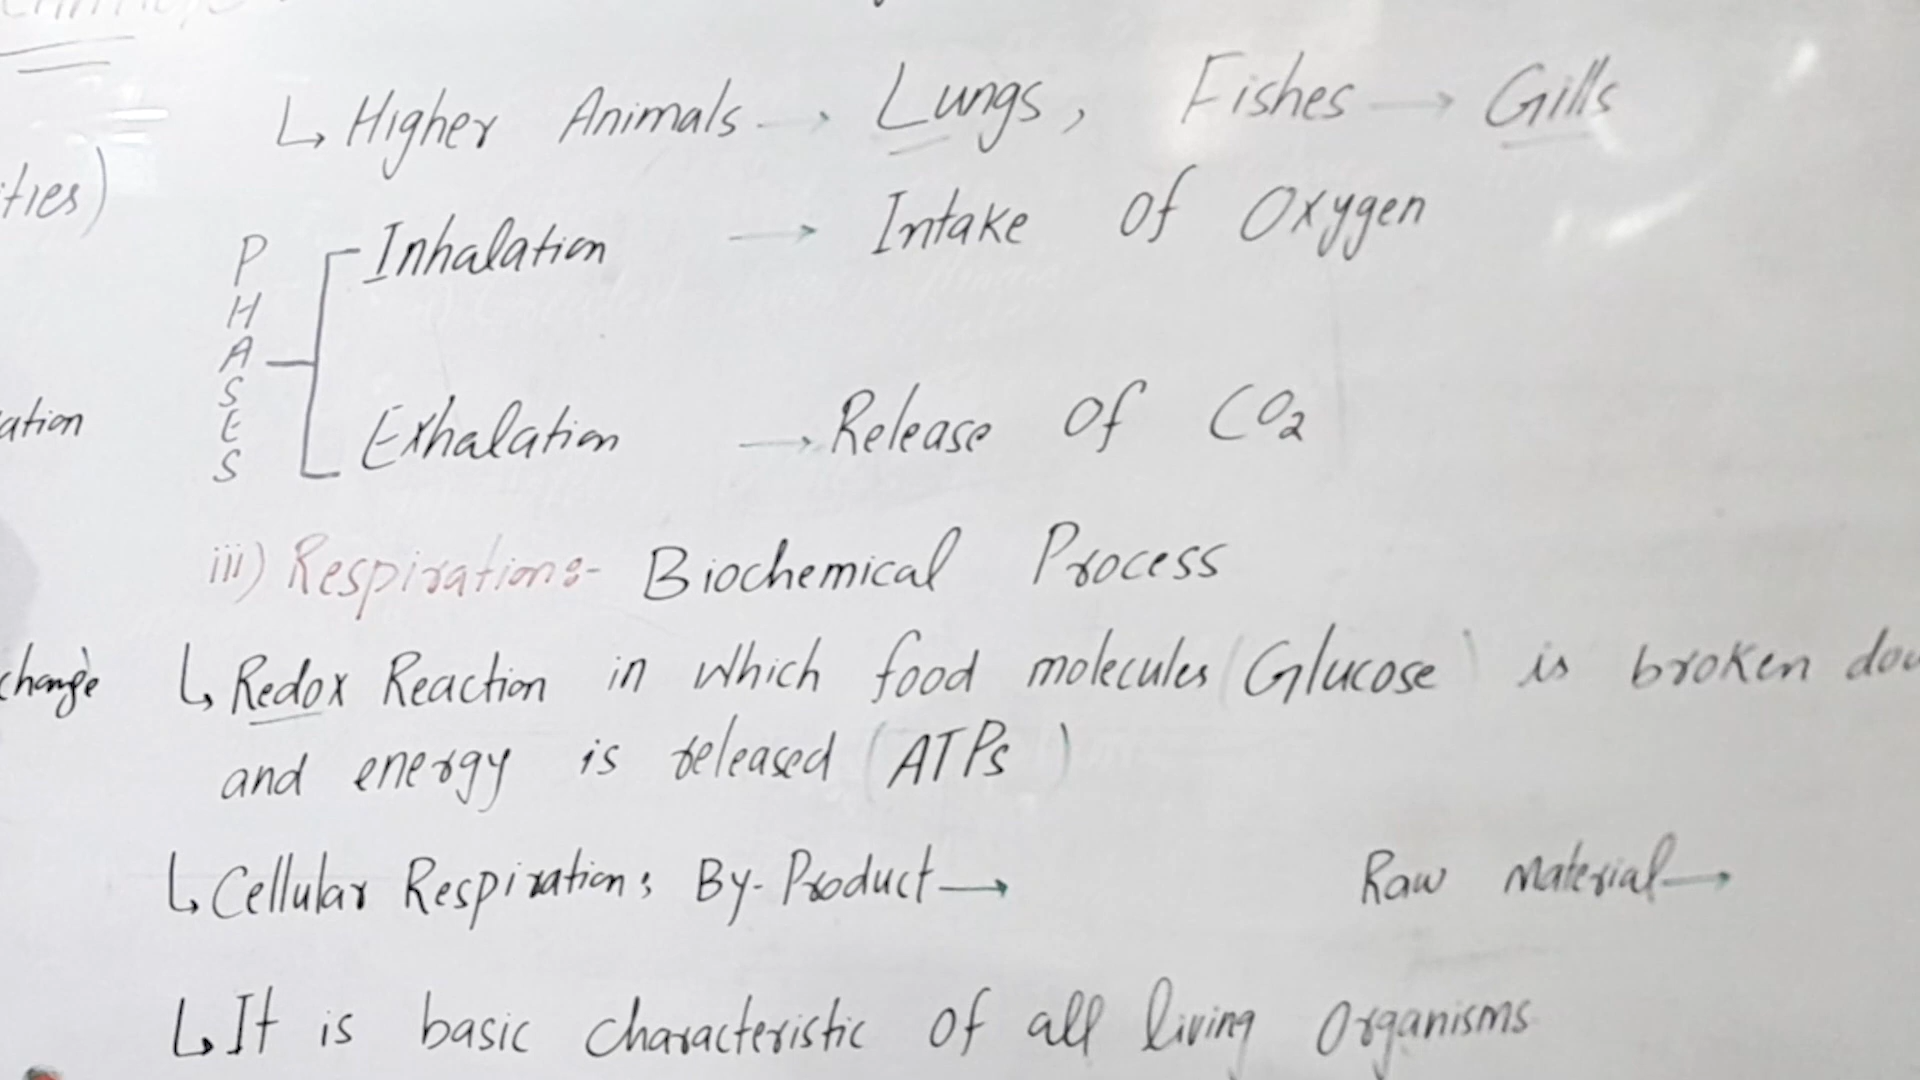 ↳ Higher Animals → Lungs, Fishes → Gills
ties)
PHASES
Inhalation → Intake of Oxygen
Exhalation → Release of CO₂
ation
iii) Respiration:- Biochemical Process
change ↳ Redox Reaction in which food molecules (Glucose) is broken dow
and energy is released (ATPs)
↳ Cellular Respiration; By-Product → Raw Material →
↳ It is basic characteristic of all living Organisms